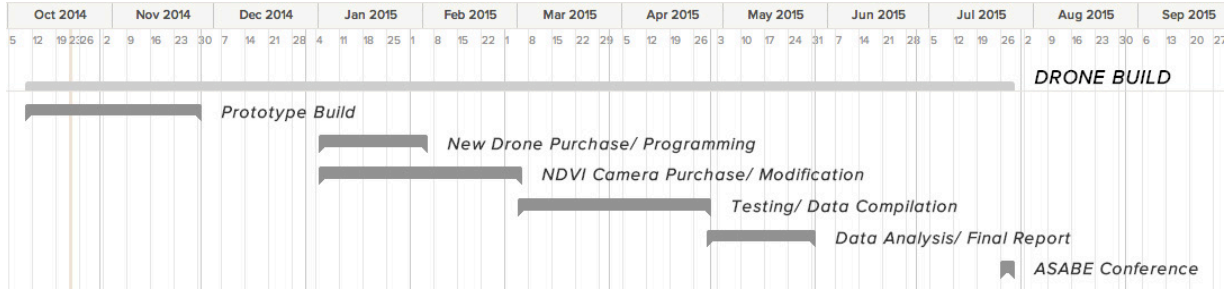 Oct 2014 Nov 2014 Dec 2014 Jan 2015 Feb 2015 Mar 2015 Apr 2015 May 2015 Jun 2015 Jul 2015 Aug 2015 Sep 2015
5 12 19 23 26 2 9 16 23 30 7 14 21 28 4 11 18 25 1 8 15 22 1 8 15 22 29 5 12 19 26 3 10 17 24 31 7 14 21 28 5 12 19 26 2 9 16 23 30 6 13 20 27
DRONE BUILD
Prototype Build
New Drone Purchase/ Programming
NDVI Camera Purchase/ Modification
Testing/ Data Compilation
Data Analysis/ Final Report
ASABE Conference